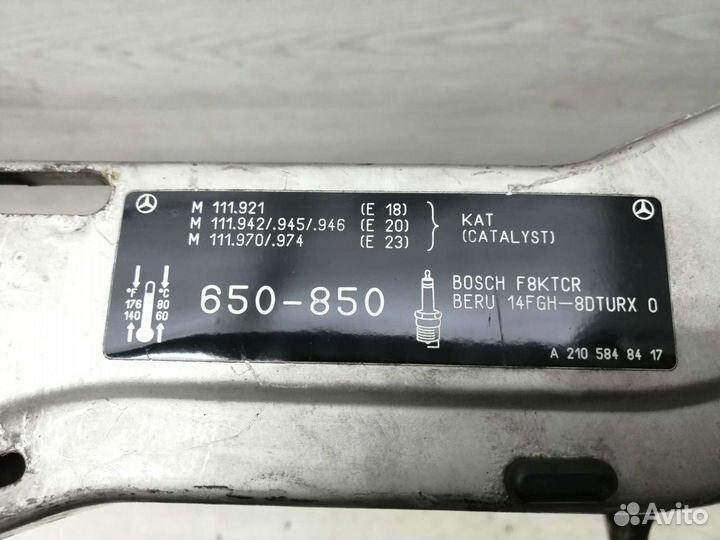 M 111.921 (E 18)
M 111.942/.945/.946 (E 20)
M 111.970/.974 (E 23)
KAT
(CATALYST)
°F °C
176 80
140 60
650-850
BOSCH F8KTCR
BERU 14FGH-8DTURX 0
A 210 584 84 17
Avito